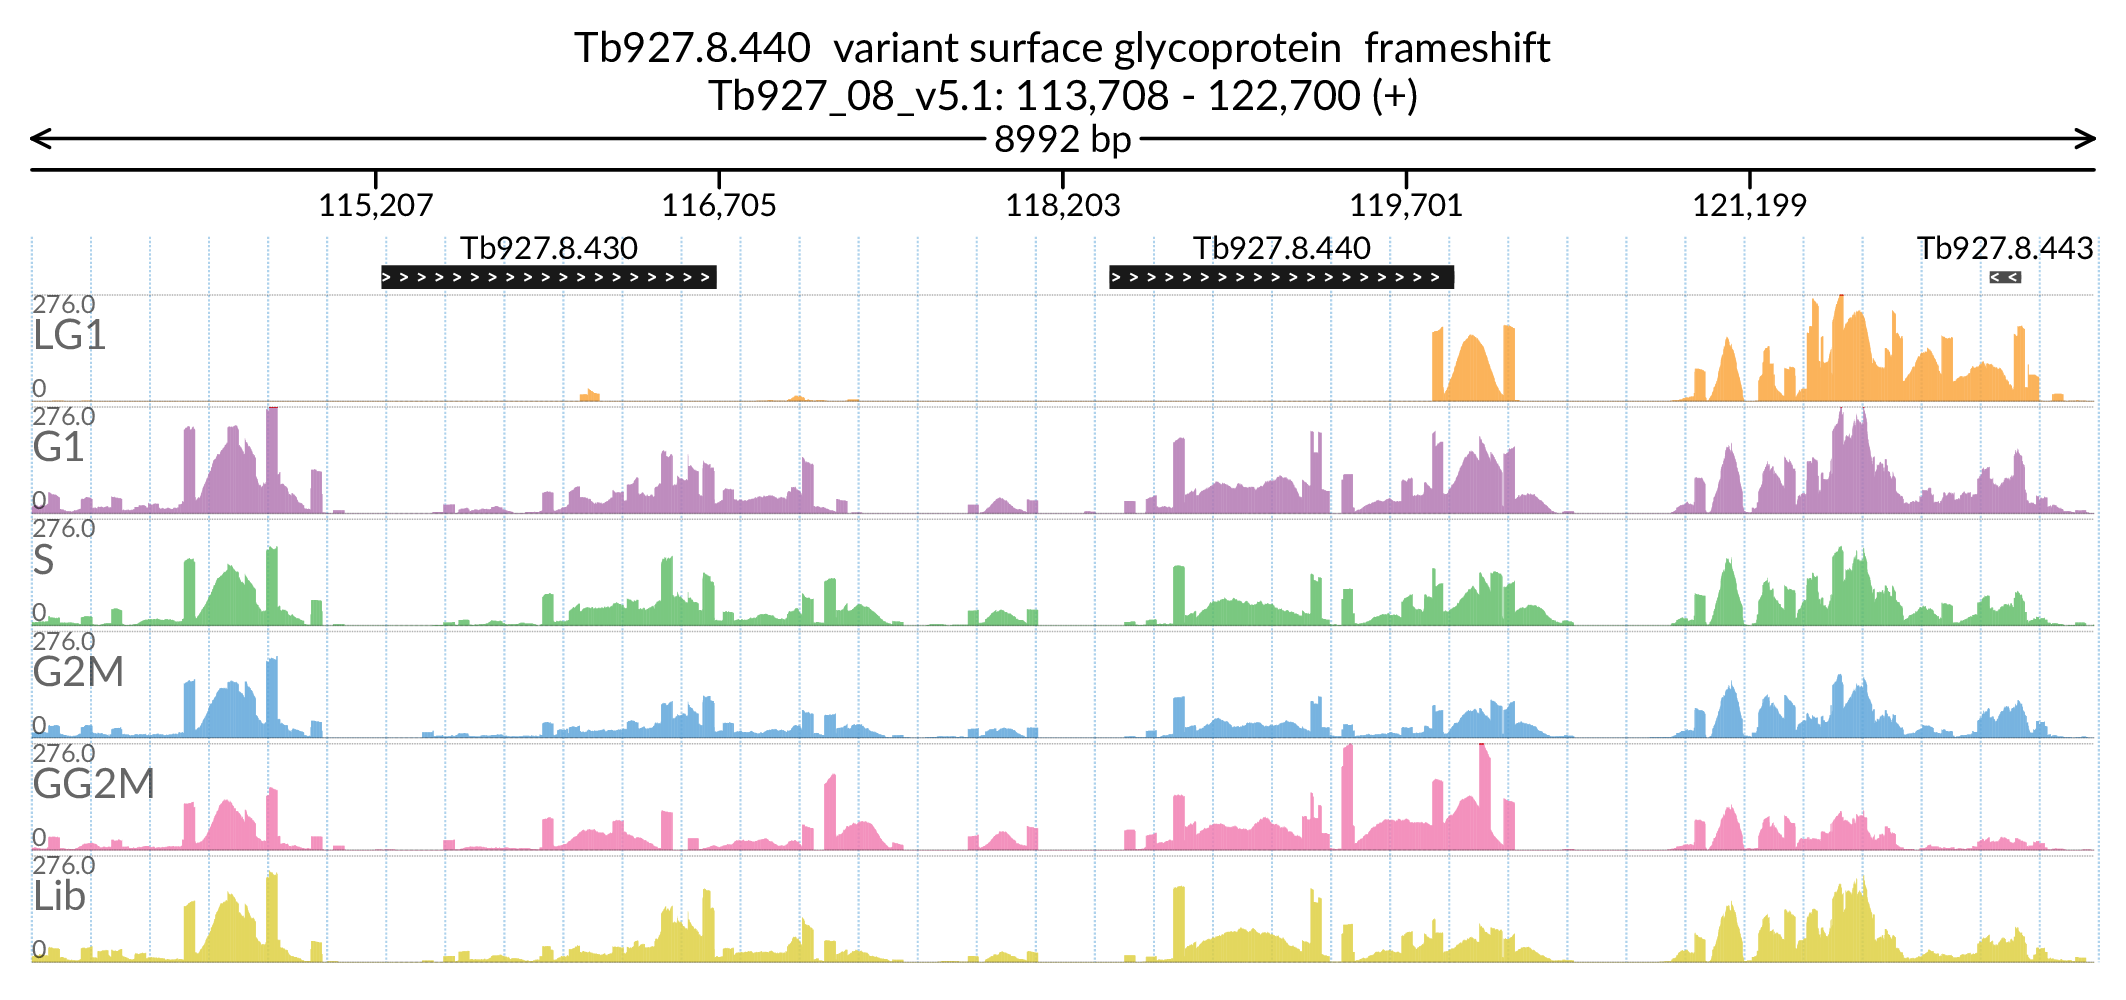 Tb927.8.440 variant surface glycoprotein frameshift
Tb927_08_v5.1: 113,708 - 122,700 (+)
8992 bp
115,207 116,705 118,203 119,701 121,199
Tb927.8.430 Tb927.8.440 Tb927.8.443
276.0
LG1
0
276.0
G1
0
276.0
S
0
276.0
G2M
0
276.0
GG2M
0
276.0
Lib
0